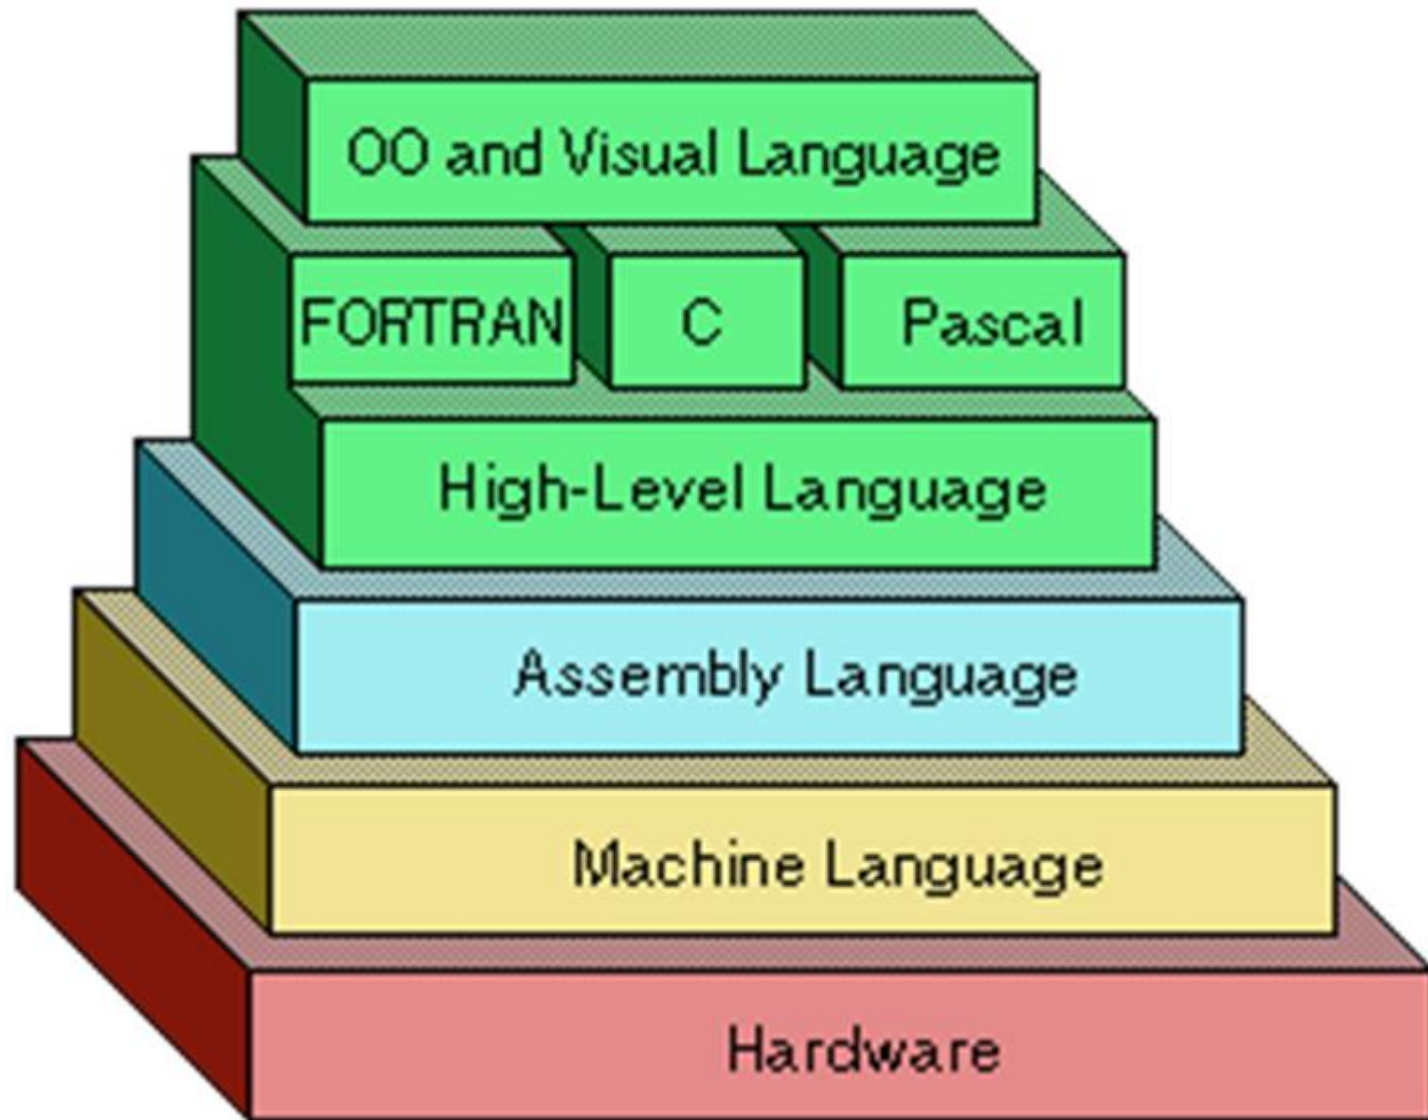 OO and Visual Language
FORTRAN C Pascal
High-Level Language
Assembly Language
Machine Language
Hardware